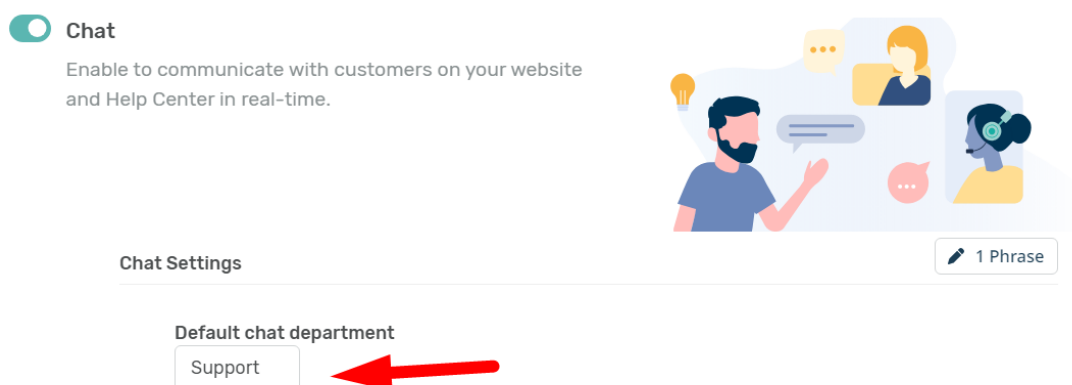 Chat
Enable to communicate with customers on your website
and Help Center in real-time.
Chat Settings
1 Phrase
Default chat department
Support